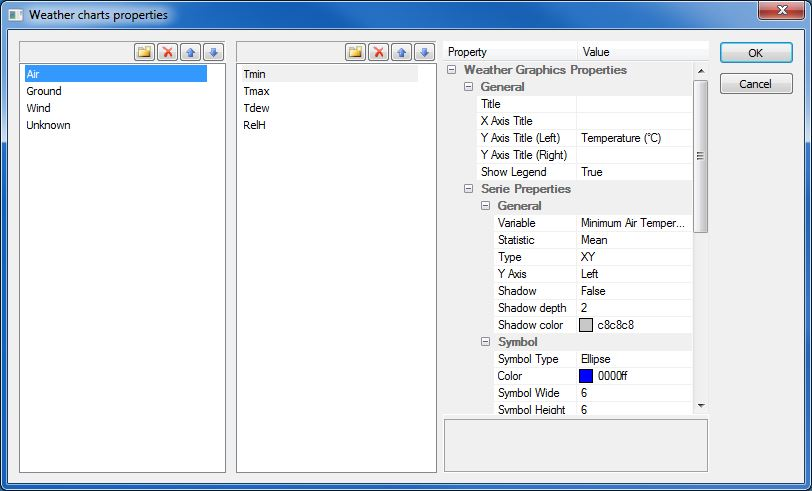 Weather charts properties
Air
Ground
Wind
Unknown
Tmin
Tmax
Tdew
RelH
Property Value
Weather Graphics Properties
General
Title
X Axis Title
Y Axis Title (Left) Temperature (°C)
Y Axis Title (Right)
Show Legend True
Serie Preperties
General
Variable Minimum Air Temper...
Statistic Mean
Type XY
Y Axis Left
Shadow False
Shadow depth 2
Shadow color c8c8c8
Symbol
Symbol Type Ellipse
Color 0000ff
Symbol Wide 6
Symbol Height 6
OK
Cancel